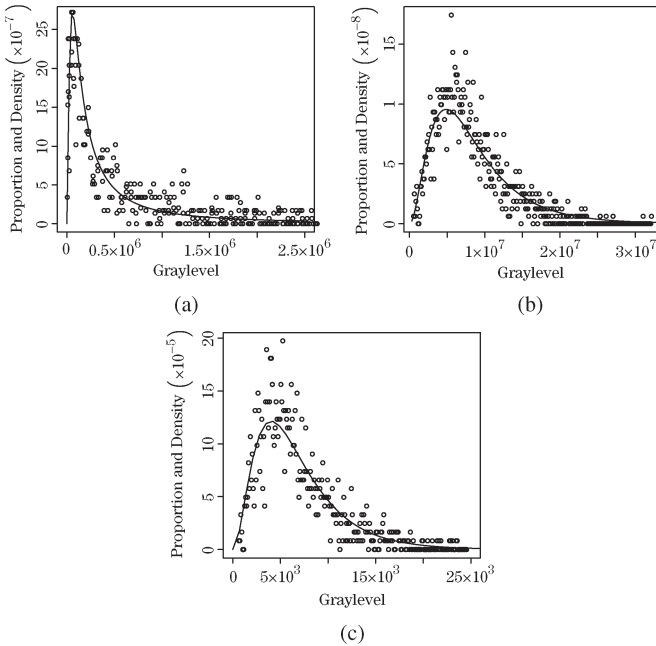 Proportion and Density (×10⁻⁷)
25
20
15
10
5
0
0 0.5×10⁶ 1.5×10⁶ 2.5×10⁶
Graylevel
(a)
Proportion and Density (×10⁻⁸)
15
1
5
0
0 1×10⁷ 2×10⁷ 3×10⁷
Graylevel
(b)
Proportion and Density (×10⁻⁵)
20
15
10
5
0
0 5×10³ 15×10³ 25×10³
Graylevel
(c)